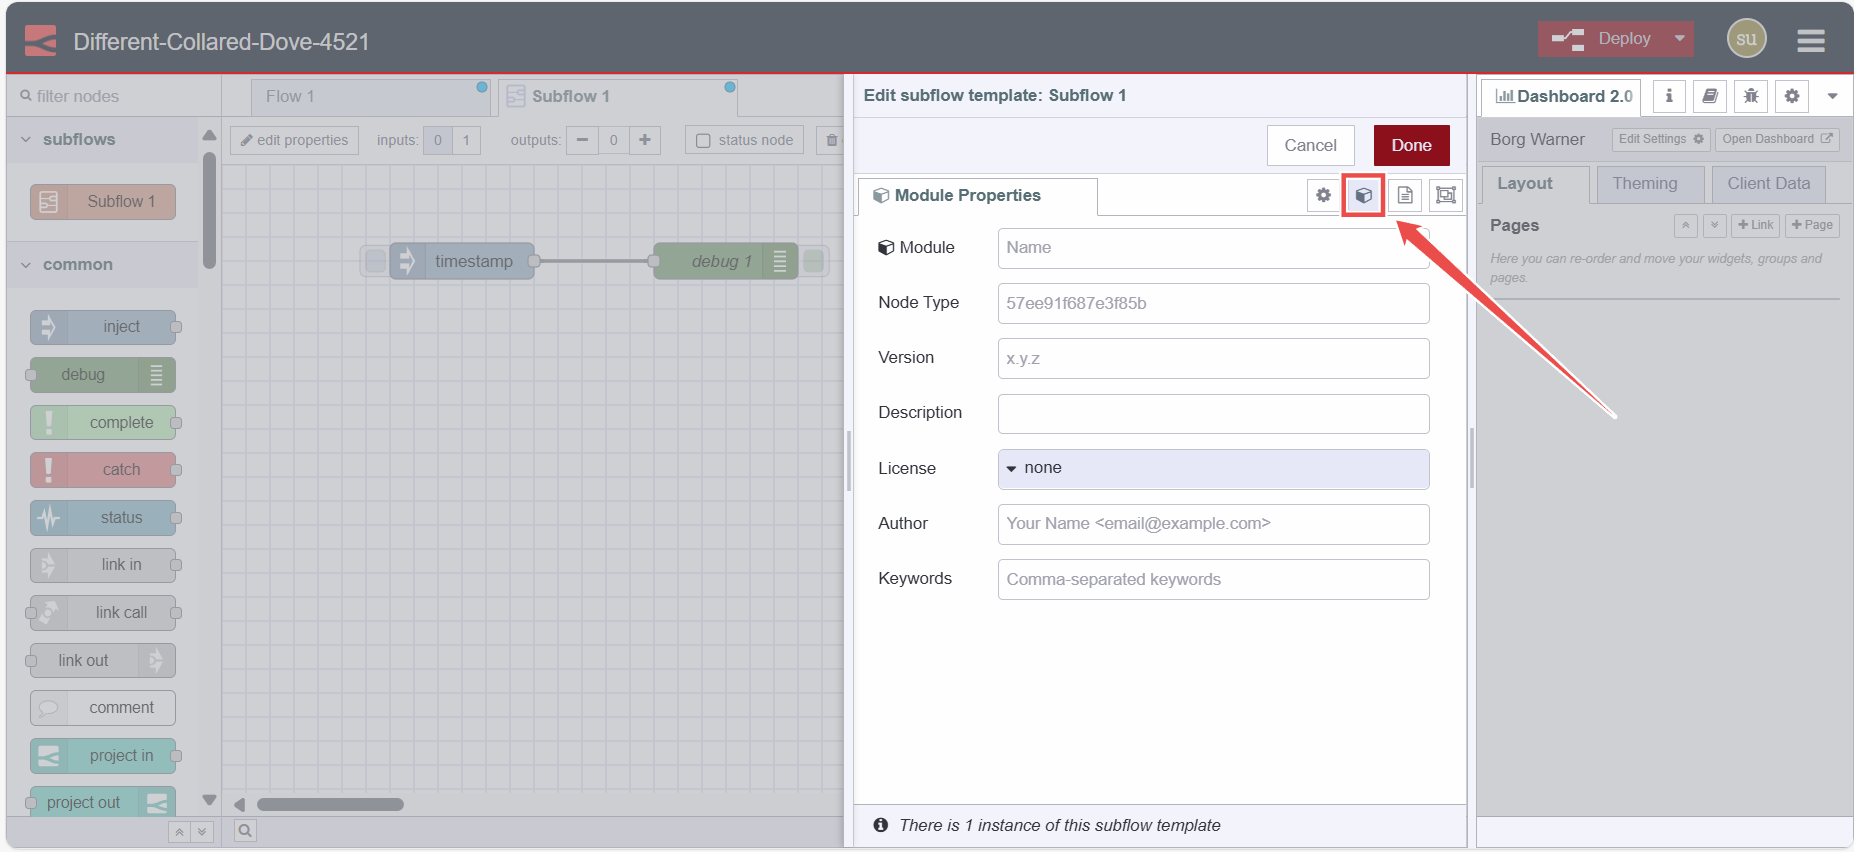 Different-Collared-Dove-4521
Deploy
su
filter nodes
Flow 1
Subflow 1
Edit subflow template: Subflow 1
Dashboard 2.0
subflows
edit properties
inputs:
0
1
outputs:
0
status node
Cancel
Done
Borg Warner
Edit Settings
Open Dashboard
Subflow 1
Module Properties
Layout
Theming
Client Data
Pages
Link
Page
Here you can re-order and move your widgets, groups and
pages.
common
timestamp
debug 1
Module
Name
Node Type
57ee91f687e3f85b
Version
x.y.z
Description
License
none
Author
Your Name <email@example.com>
Keywords
Comma-separated keywords
inject
debug
complete
catch
status
link in
link call
link out
comment
project in
project out
There is 1 instance of this subflow template